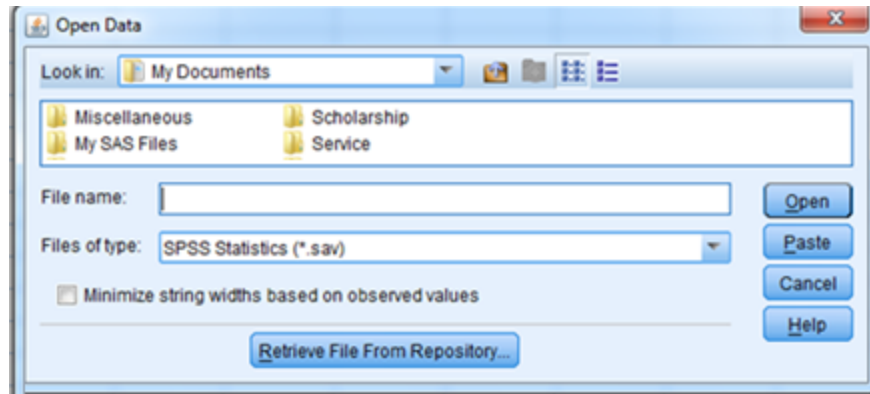 Open Data
Look in: My Documents
Miscellaneous Scholarship
My SAS Files Service
File name: Open
Files of type: SPSS Statistics (*.sav) Paste
Minimize string widths based on observed values Cancel
Help
Retrieve File From Repository...